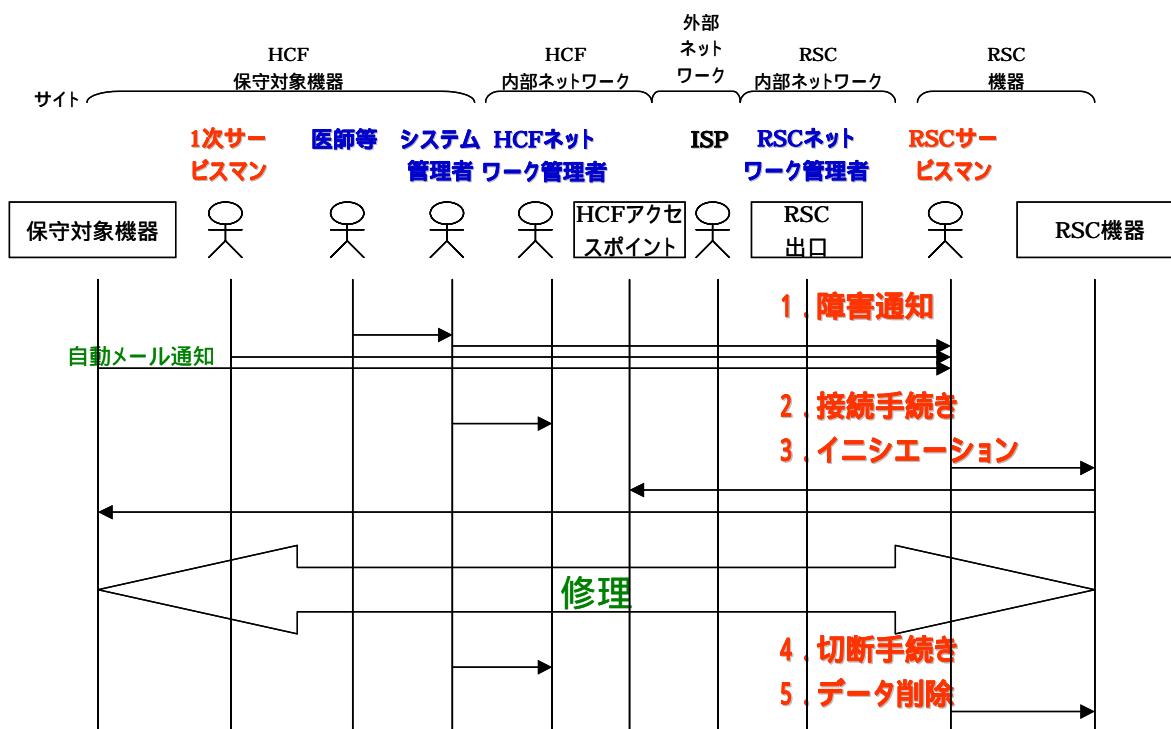 HCF
保守対象機器
HCF
内部ネットワーク
外部
ネット
ワーク
RSC
内部ネットワーク
RSC
機器
サイト
1次サー
ビスマン
医師等
システム
管理者
HCFネット
ワーク管理者
ISP
RSCネット
ワーク管理者
RSCサー
ビスマン
保守対象機器
HCFアクセ
スポイント
RSC
出口
RSC機器
1.障害通知
自動メール通知
2.接続手続き
3.イニシエーション
修理
4.切断手続き
5.データ削除